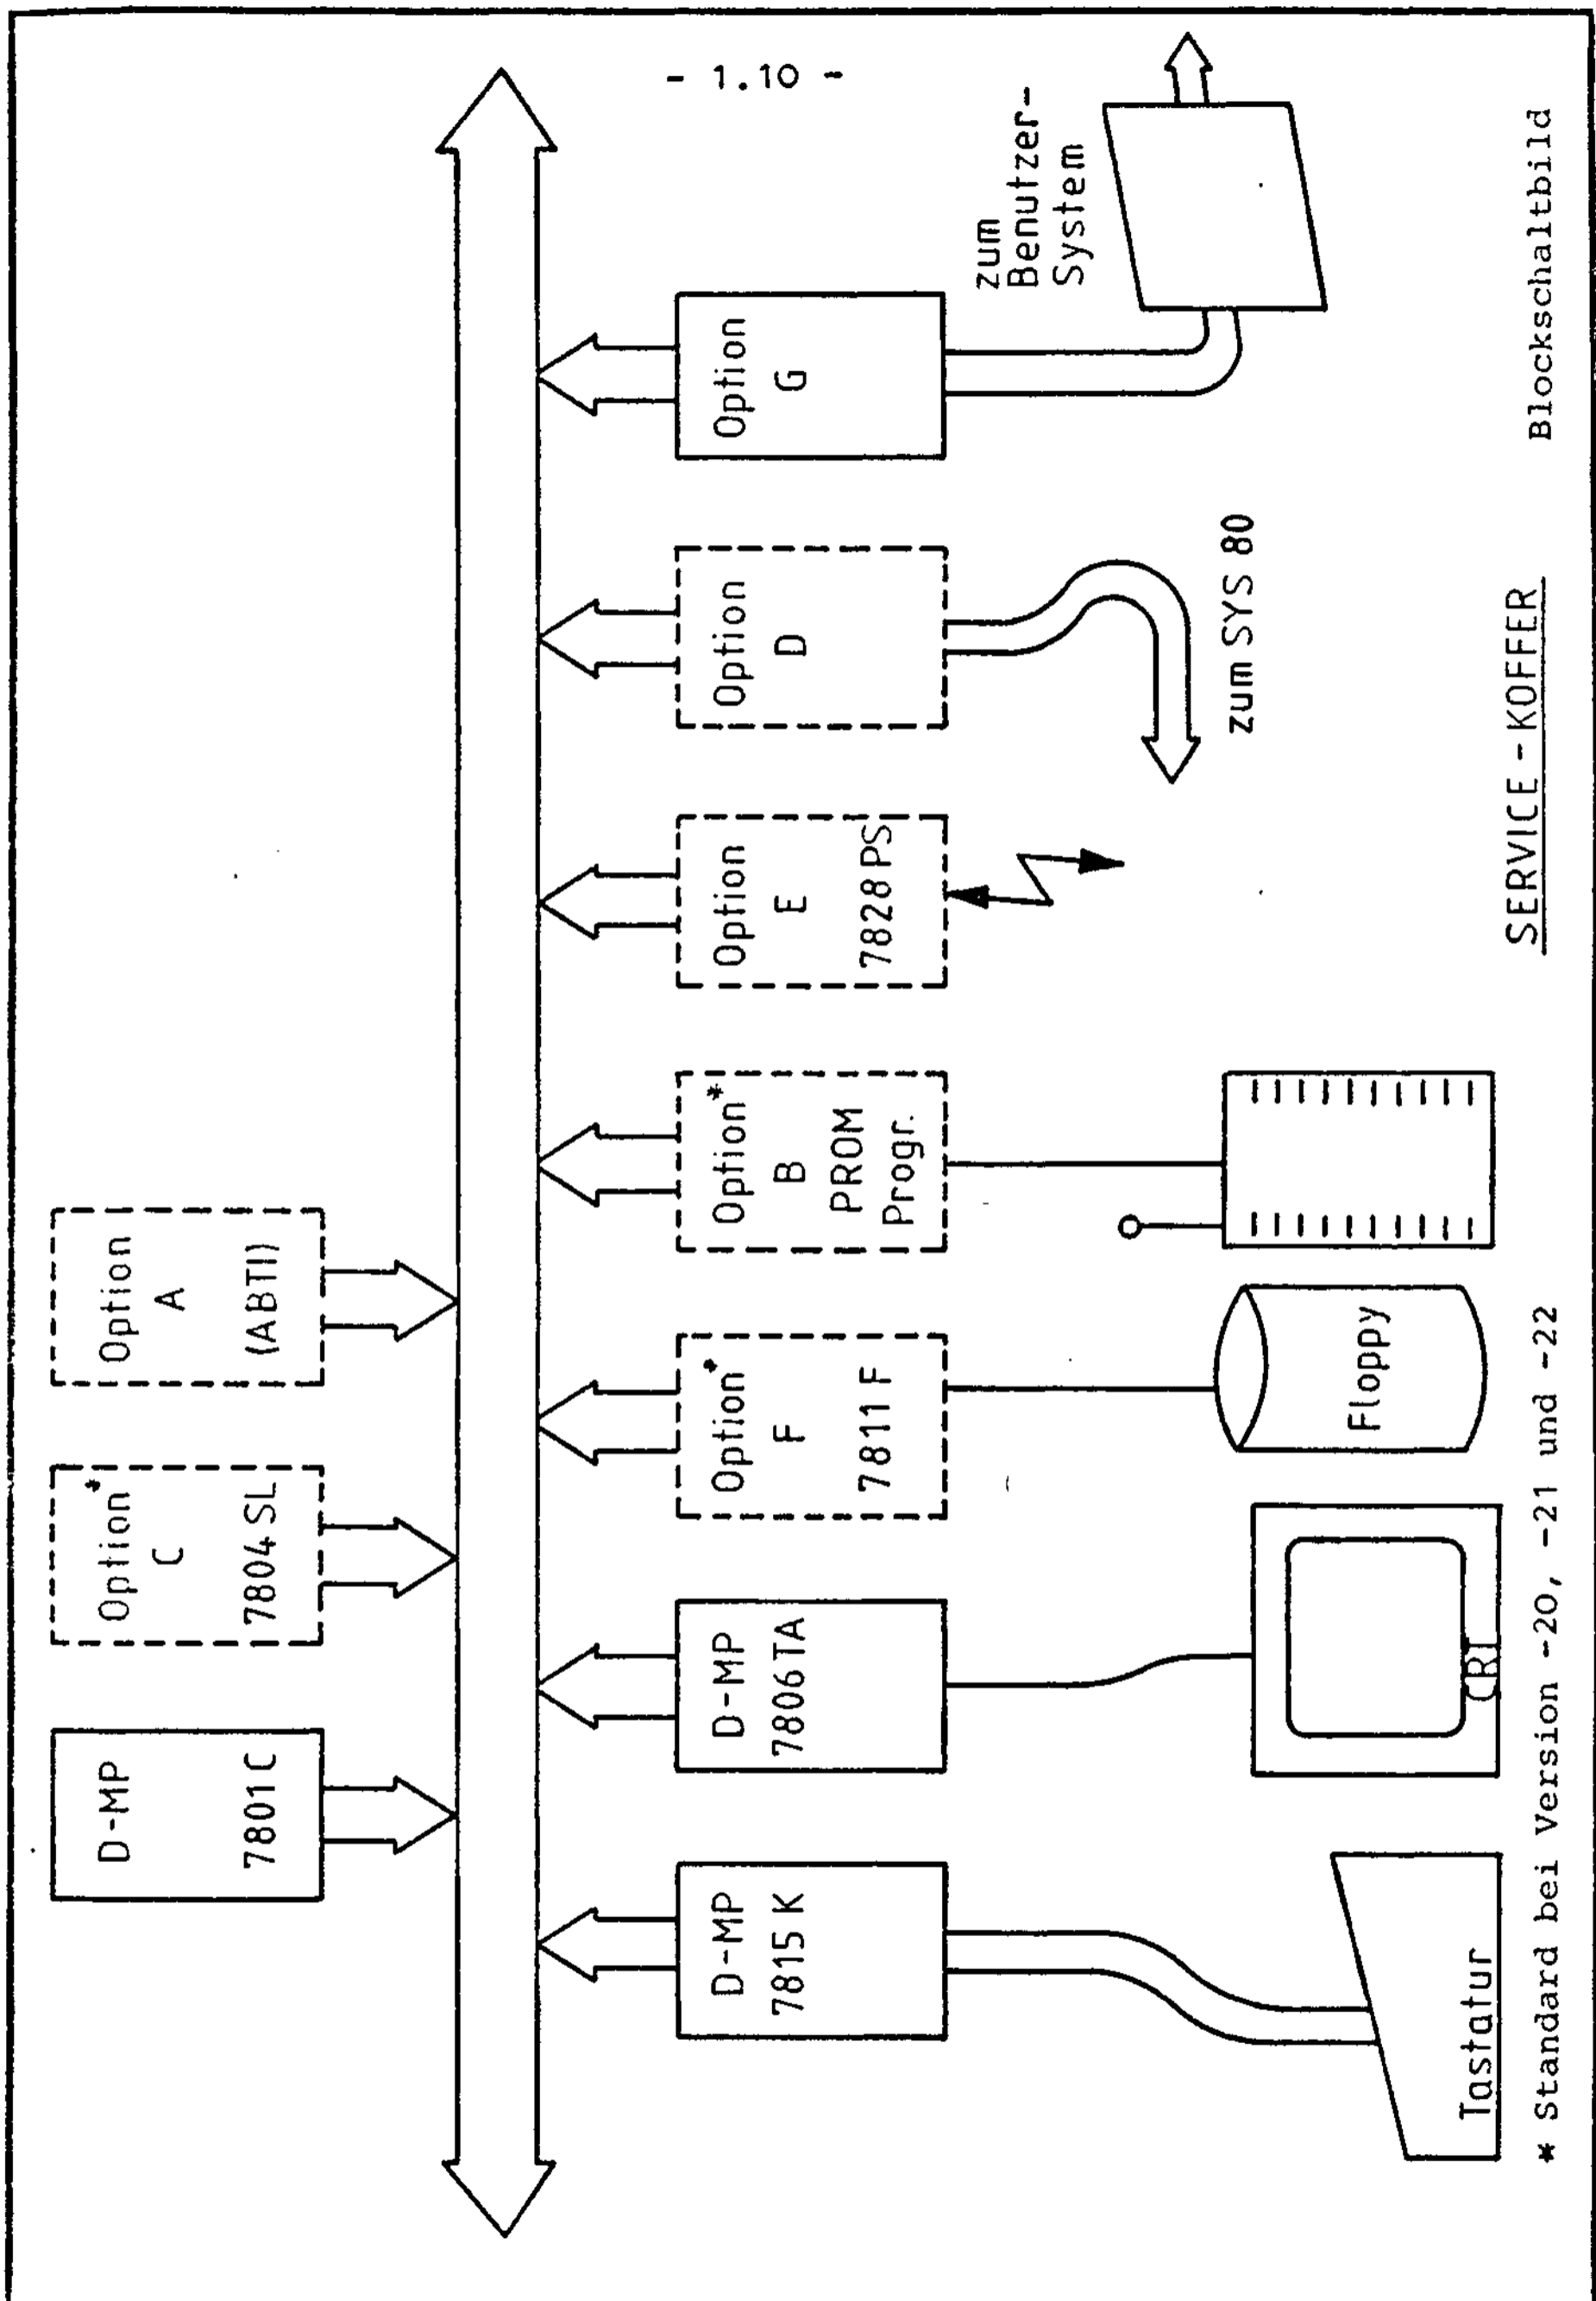 - 1.10 -
D-MP
7801 C
Option*
C
7804 SL
Option
A
(ABTI)
D-MP
7815 K
D-MP
7806 TA
Option*
F
7811 F
Option*
B
PROM
Progr.
Option
E
7828 PS
Option
D
Option
G
Tastatur
CRT
Floppy
zum SYS 80
zum
Benutzer-
System
SERVICE - KOFFER
Blockschaltbild
* Standard bei Version -20, -21 und -22